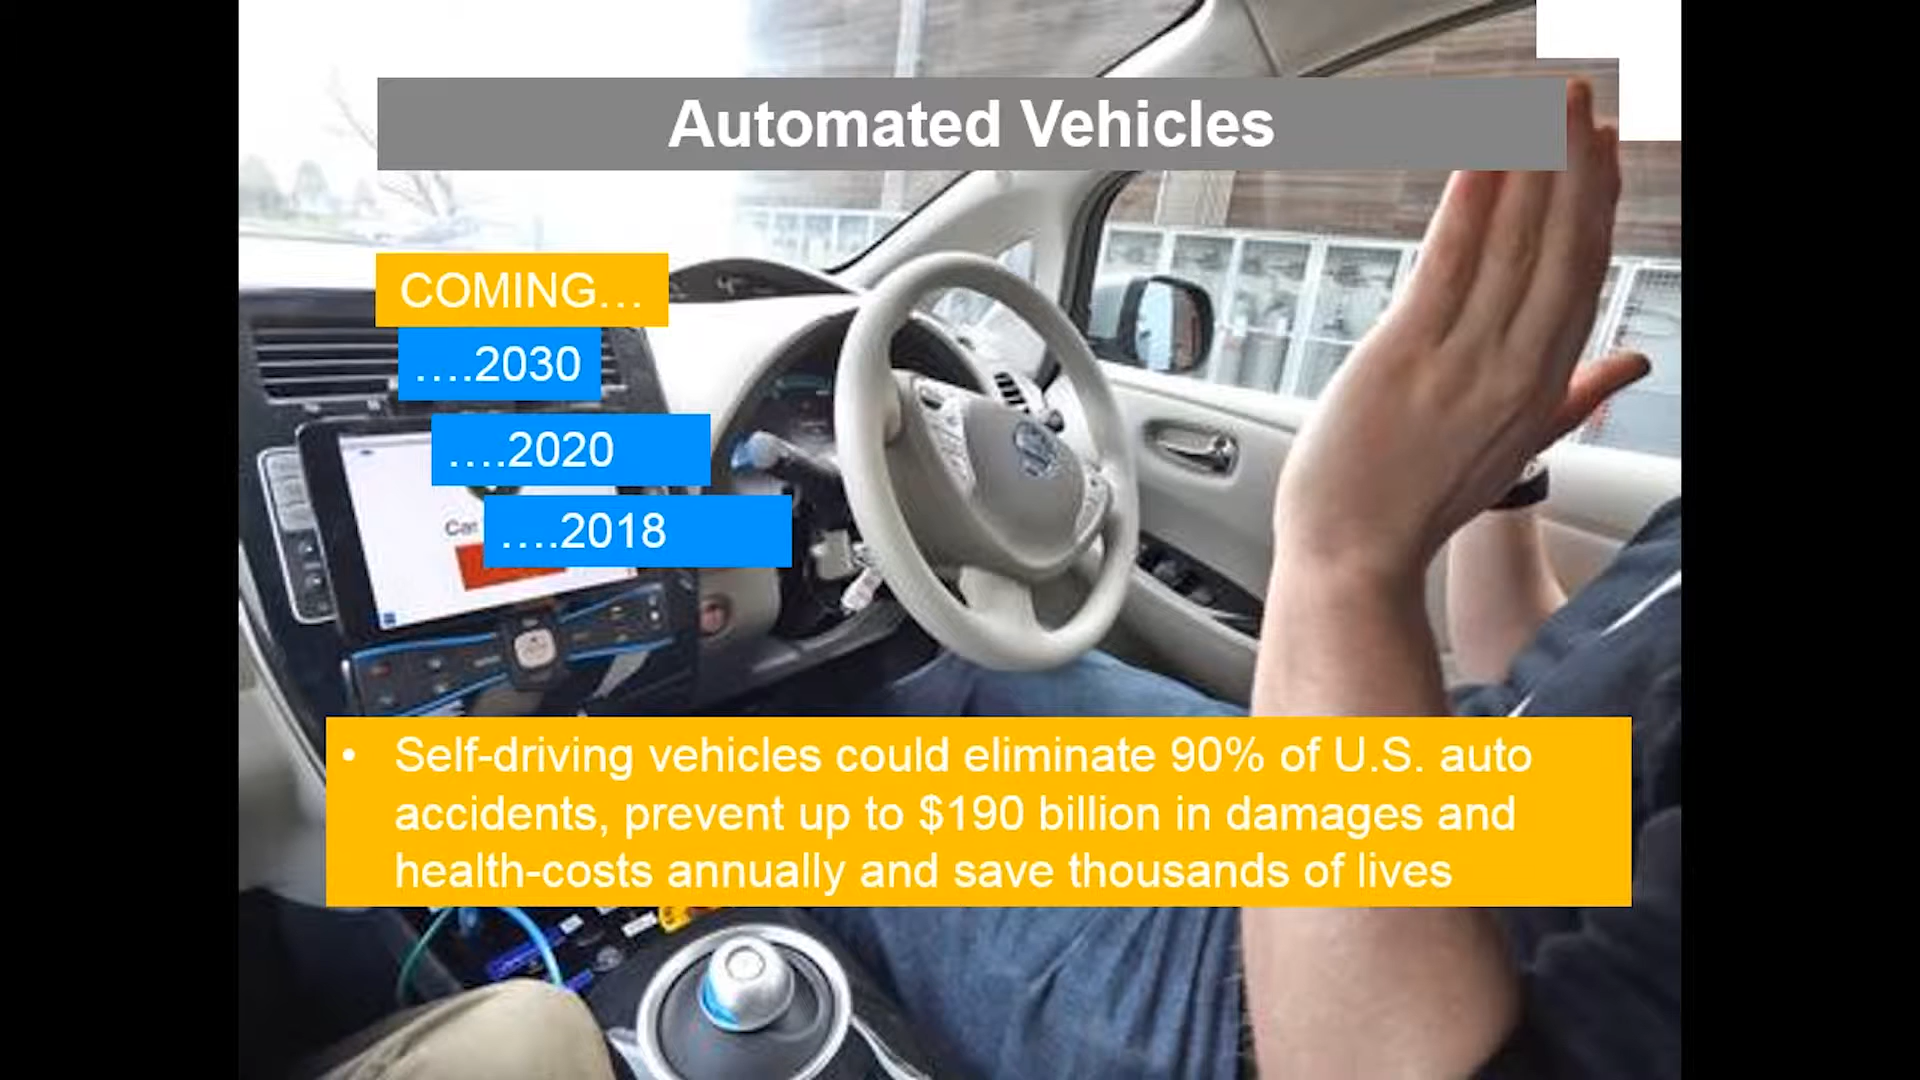 Automated Vehicles
COMING…
….2030
….2020
….2018
Car
• Self-driving vehicles could eliminate 90% of U.S. auto
accidents, prevent up to $190 billion in damages and
health-costs annually and save thousands of lives